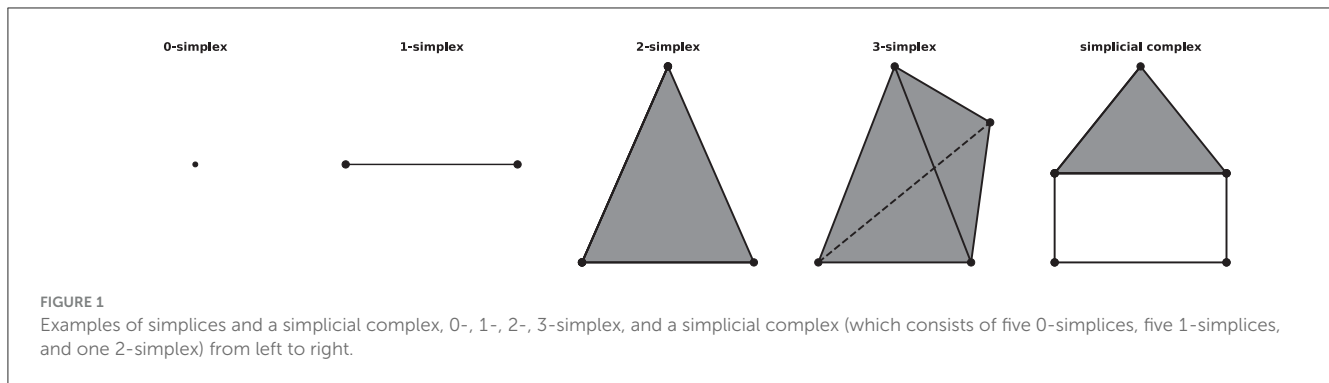 0-simplex 1-simplex 2-simplex 3-simplex simplicial complex
FIGURE 1
Examples of simplices and a simplicial complex, 0-, 1-, 2-, 3-simplex, and a simplicial complex (which consists of five 0-simplices, five 1-simplices,
and one 2-simplex) from left to right.